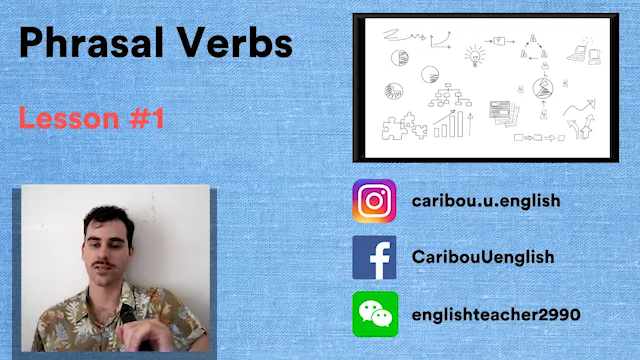 Phrasal Verbs
Lesson #1
caribou.u.english
CaribouUenglish
englishteacher2990